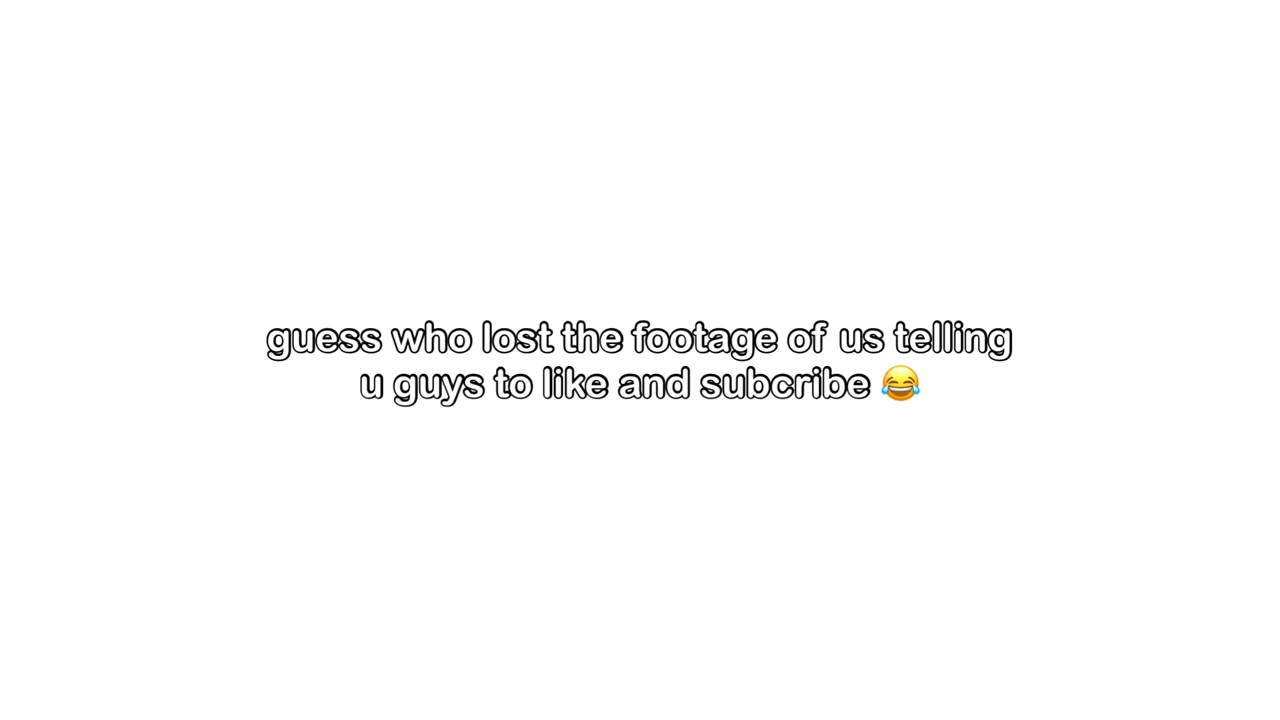 guess who lost the footage of us telling
u guys to like and subcribe 😂